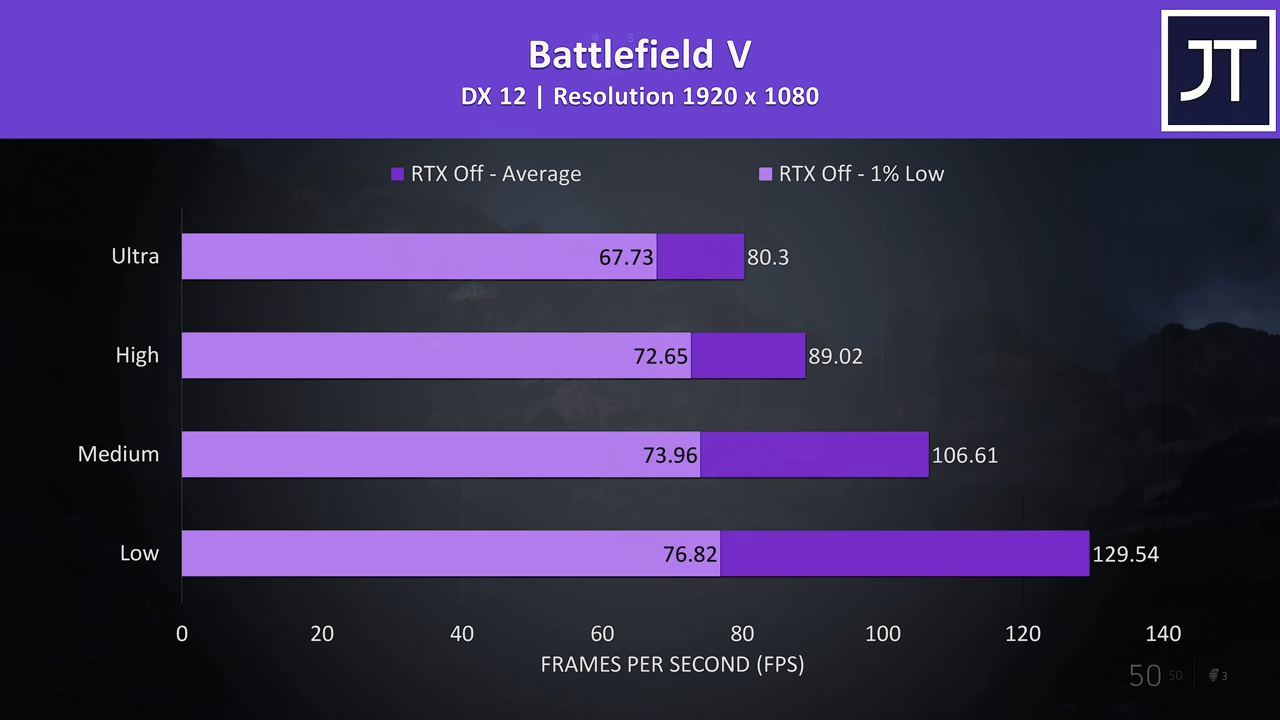 Battlefield V
DX 12 | Resolution 1920 x 1080
JT
RTX Off - Average
RTX Off - 1% Low
Ultra
67.73
80.3
High
72.65
89.02
Medium
73.96
106.61
Low
76.82
129.54
0 20 40 60 80 100 120 140
FRAMES PER SECOND (FPS)
50 50 3